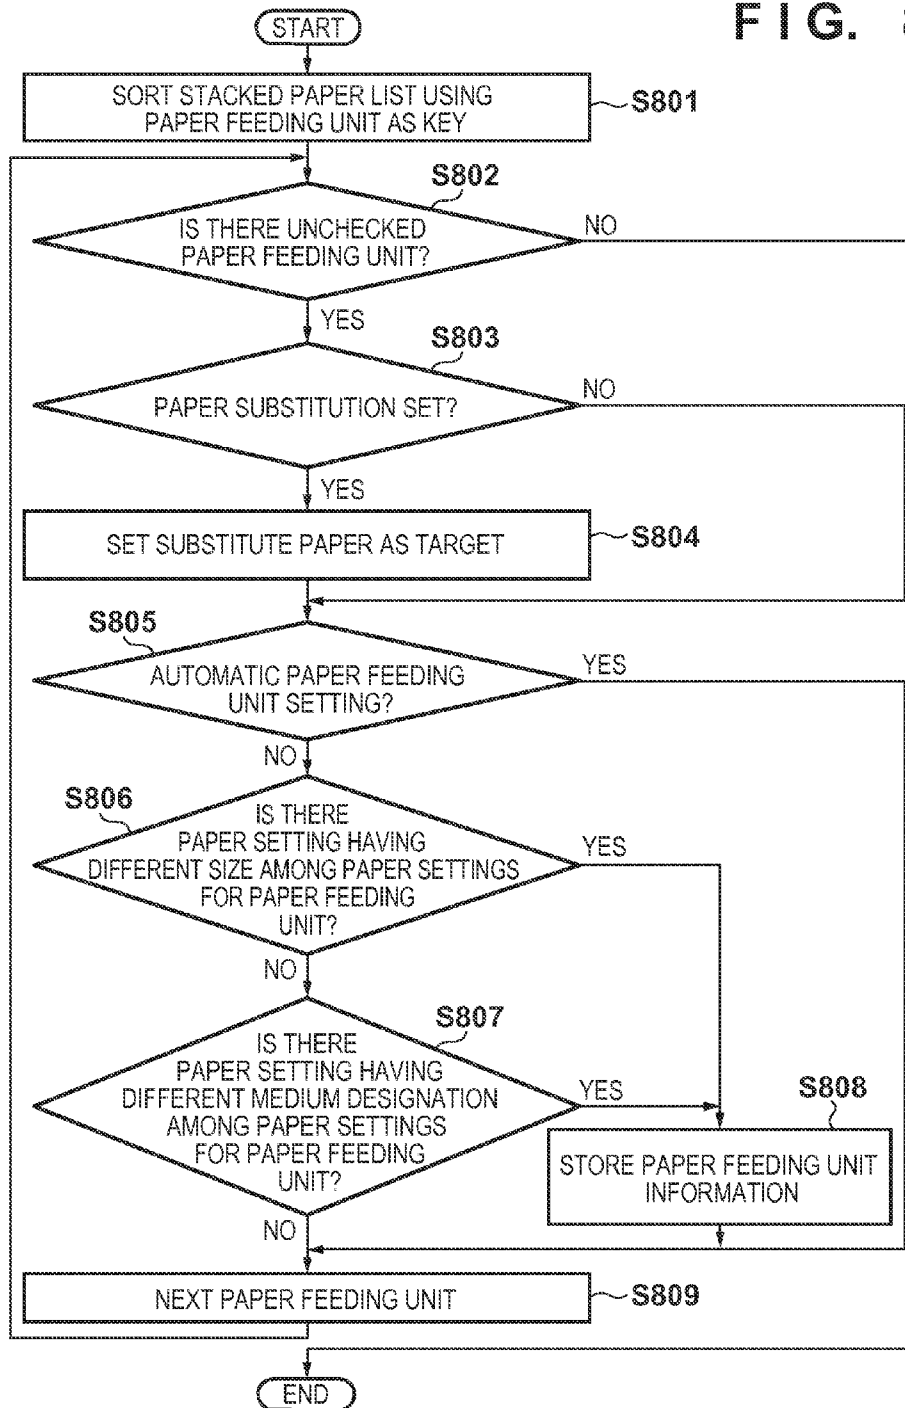 FIG.
START
SORT STACKED PAPER LIST USING
PAPER FEEDING UNIT AS KEY
S801
S802
IS THERE UNCHECKED
PAPER FEEDING UNIT?
NO
YES
S803
PAPER SUBSTITUTION SET?
NO
YES
SET SUBSTITUTE PAPER AS TARGET
S804
S805
AUTOMATIC PAPER FEEDING
UNIT SETTING?
YES
NO
S806
IS THERE
PAPER SETTING HAVING
DIFFERENT SIZE AMONG PAPER SETTINGS
FOR PAPER FEEDING
UNIT?
YES
NO
S807
IS THERE
PAPER SETTING HAVING
DIFFERENT MEDIUM DESIGNATION
AMONG PAPER SETTINGS
FOR PAPER FEEDING
UNIT?
YES
S808
STORE PAPER FEEDING UNIT
INFORMATION
NO
NEXT PAPER FEEDING UNIT
S809
END